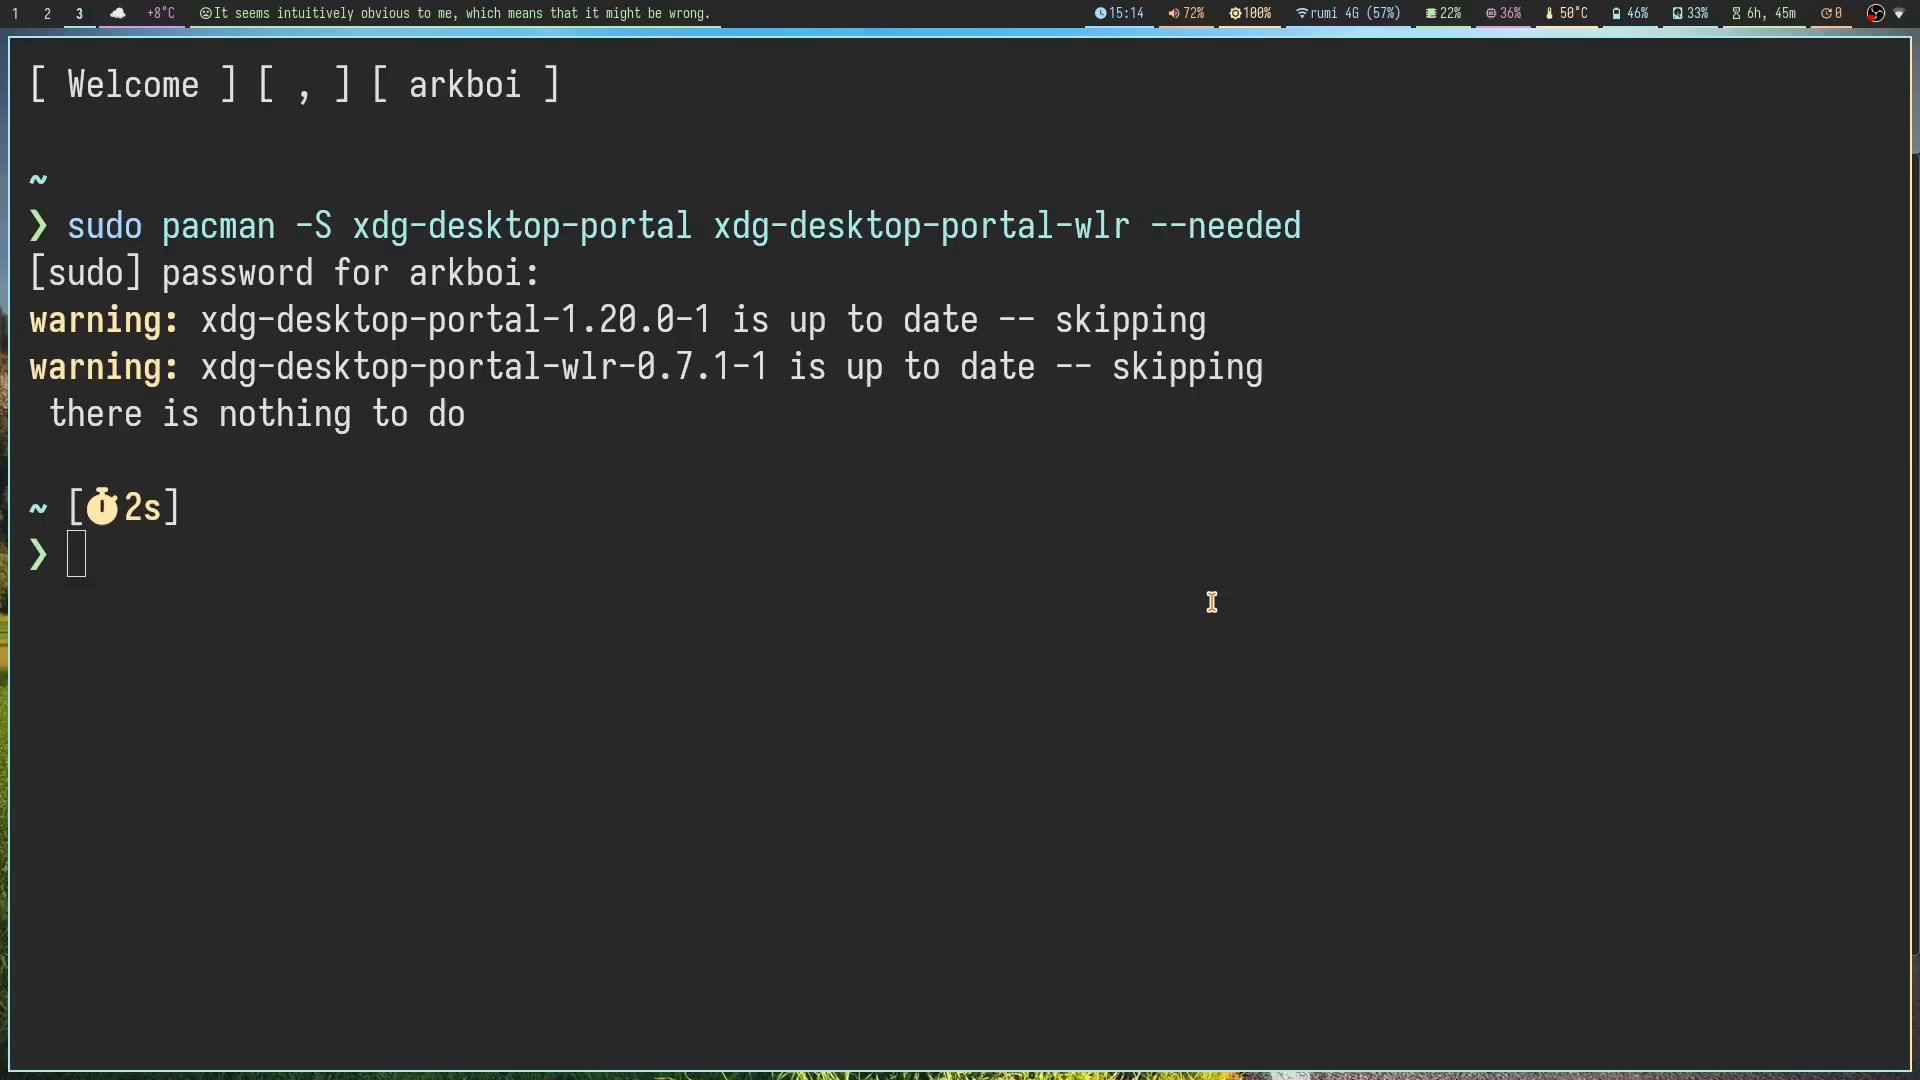 1 2 3 +8°C It seems intuitively obvious to me, which means that it might be wrong. 15:14 72% 100% rumi 4G (57%) 22% 36% 50°C 46% 33% 6h, 45m 0
[ Welcome ] [ , ] [ arkboi ]
~
❯ sudo pacman -S xdg-desktop-portal xdg-desktop-portal-wlr --needed
[sudo] password for arkboi:
warning: xdg-desktop-portal-1.20.0-1 is up to date -- skipping
warning: xdg-desktop-portal-wlr-0.7.1-1 is up to date -- skipping
there is nothing to do
~ [⏱2s]
❯